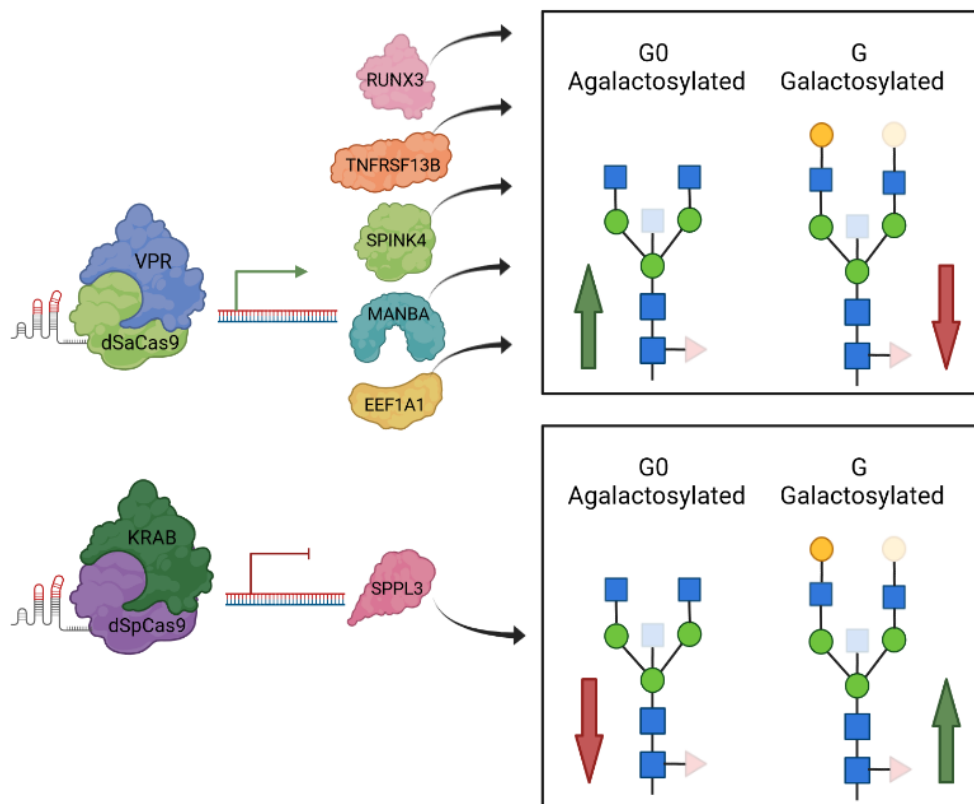 RUNX3
TNFRSF13B
SPINK4
MANBA
EEF1A1
VPR
dSaCas9
G0
Agalactosylated
G
Galactosylated
KRAB
dSpCas9
SPPL3
G0
Agalactosylated
G
Galactosylated